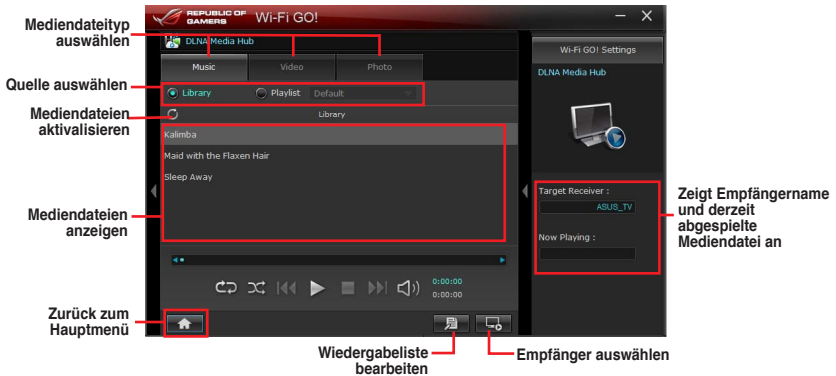 Mediendateityp
auswählen
Quelle auswählen
Mediendateien
aktivalisieren
Mediendateien
anzeigen
Zurück zum
Hauptmenü
REPUBLIC OF
GAMERS
Wi-Fi GO!
DLNA Media Hub
Music Video Photo
Library Playlist Default
Library
Kalimba
Maid with the Flaxen Hair
Sleep Away
0:00:00
0:00:00
Wi-Fi GO! Settings
DLNA Media Hub
Target Receiver :
ASUS_TV
Now Playing :
Zeigt Empfängername
und derzeit
abgespielte
Mediendatei an
Wiedergabeliste
bearbeiten
Empfänger auswählen